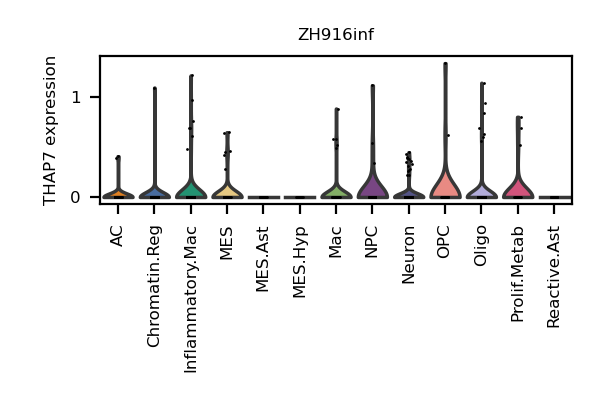 ZH916inf
THAP7 expression
1
0
AC
Chromatin.Reg
Inflammatory.Mac
MES
MES.Ast
MES.Hyp
Mac
NPC
Neuron
OPC
Oligo
Prolif.Metab
Reactive.Ast